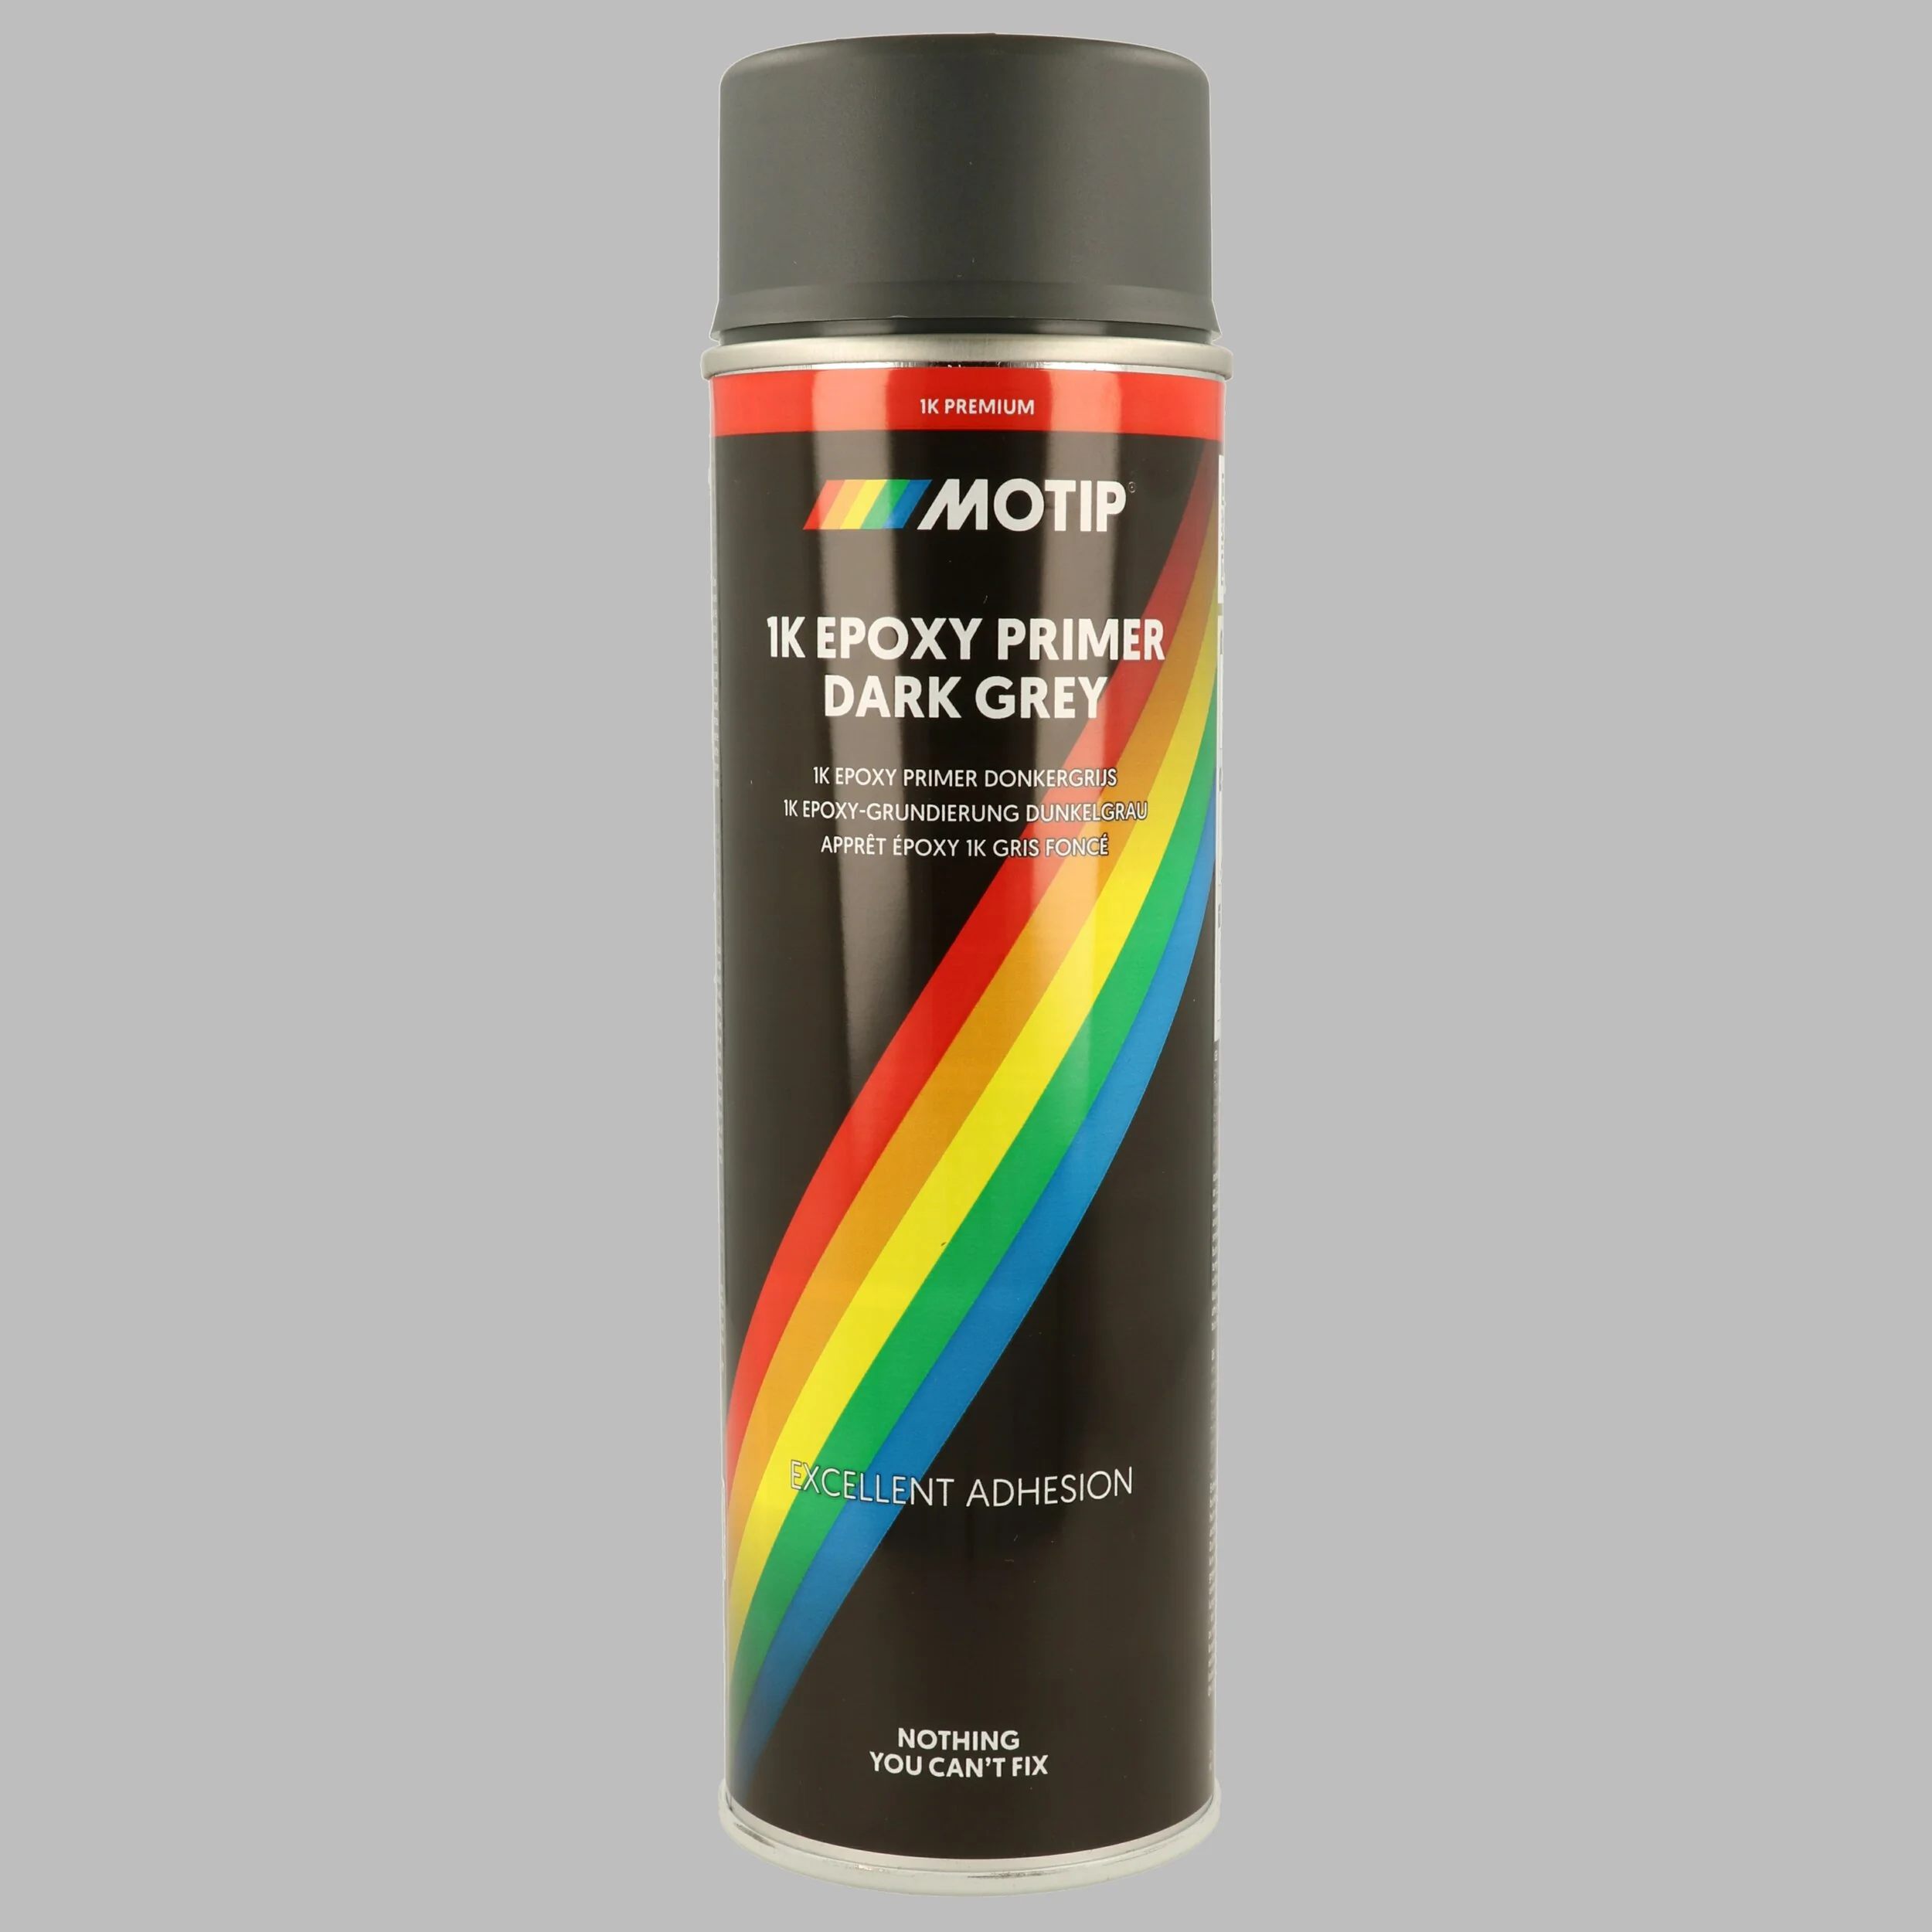 1K PREMIUM
MOTIP®
1K EPOXY PRIMER
DARK GREY
1K EPOXY PRIMER DONKERGRIJS
1K EPOXY-GRUNDIERUNG DUNKELGRAU
APPRÊT ÉPOXY 1K GRIS FONCÉ
EXCELLENT ADHESION
NOTHING
YOU CAN'T FIX